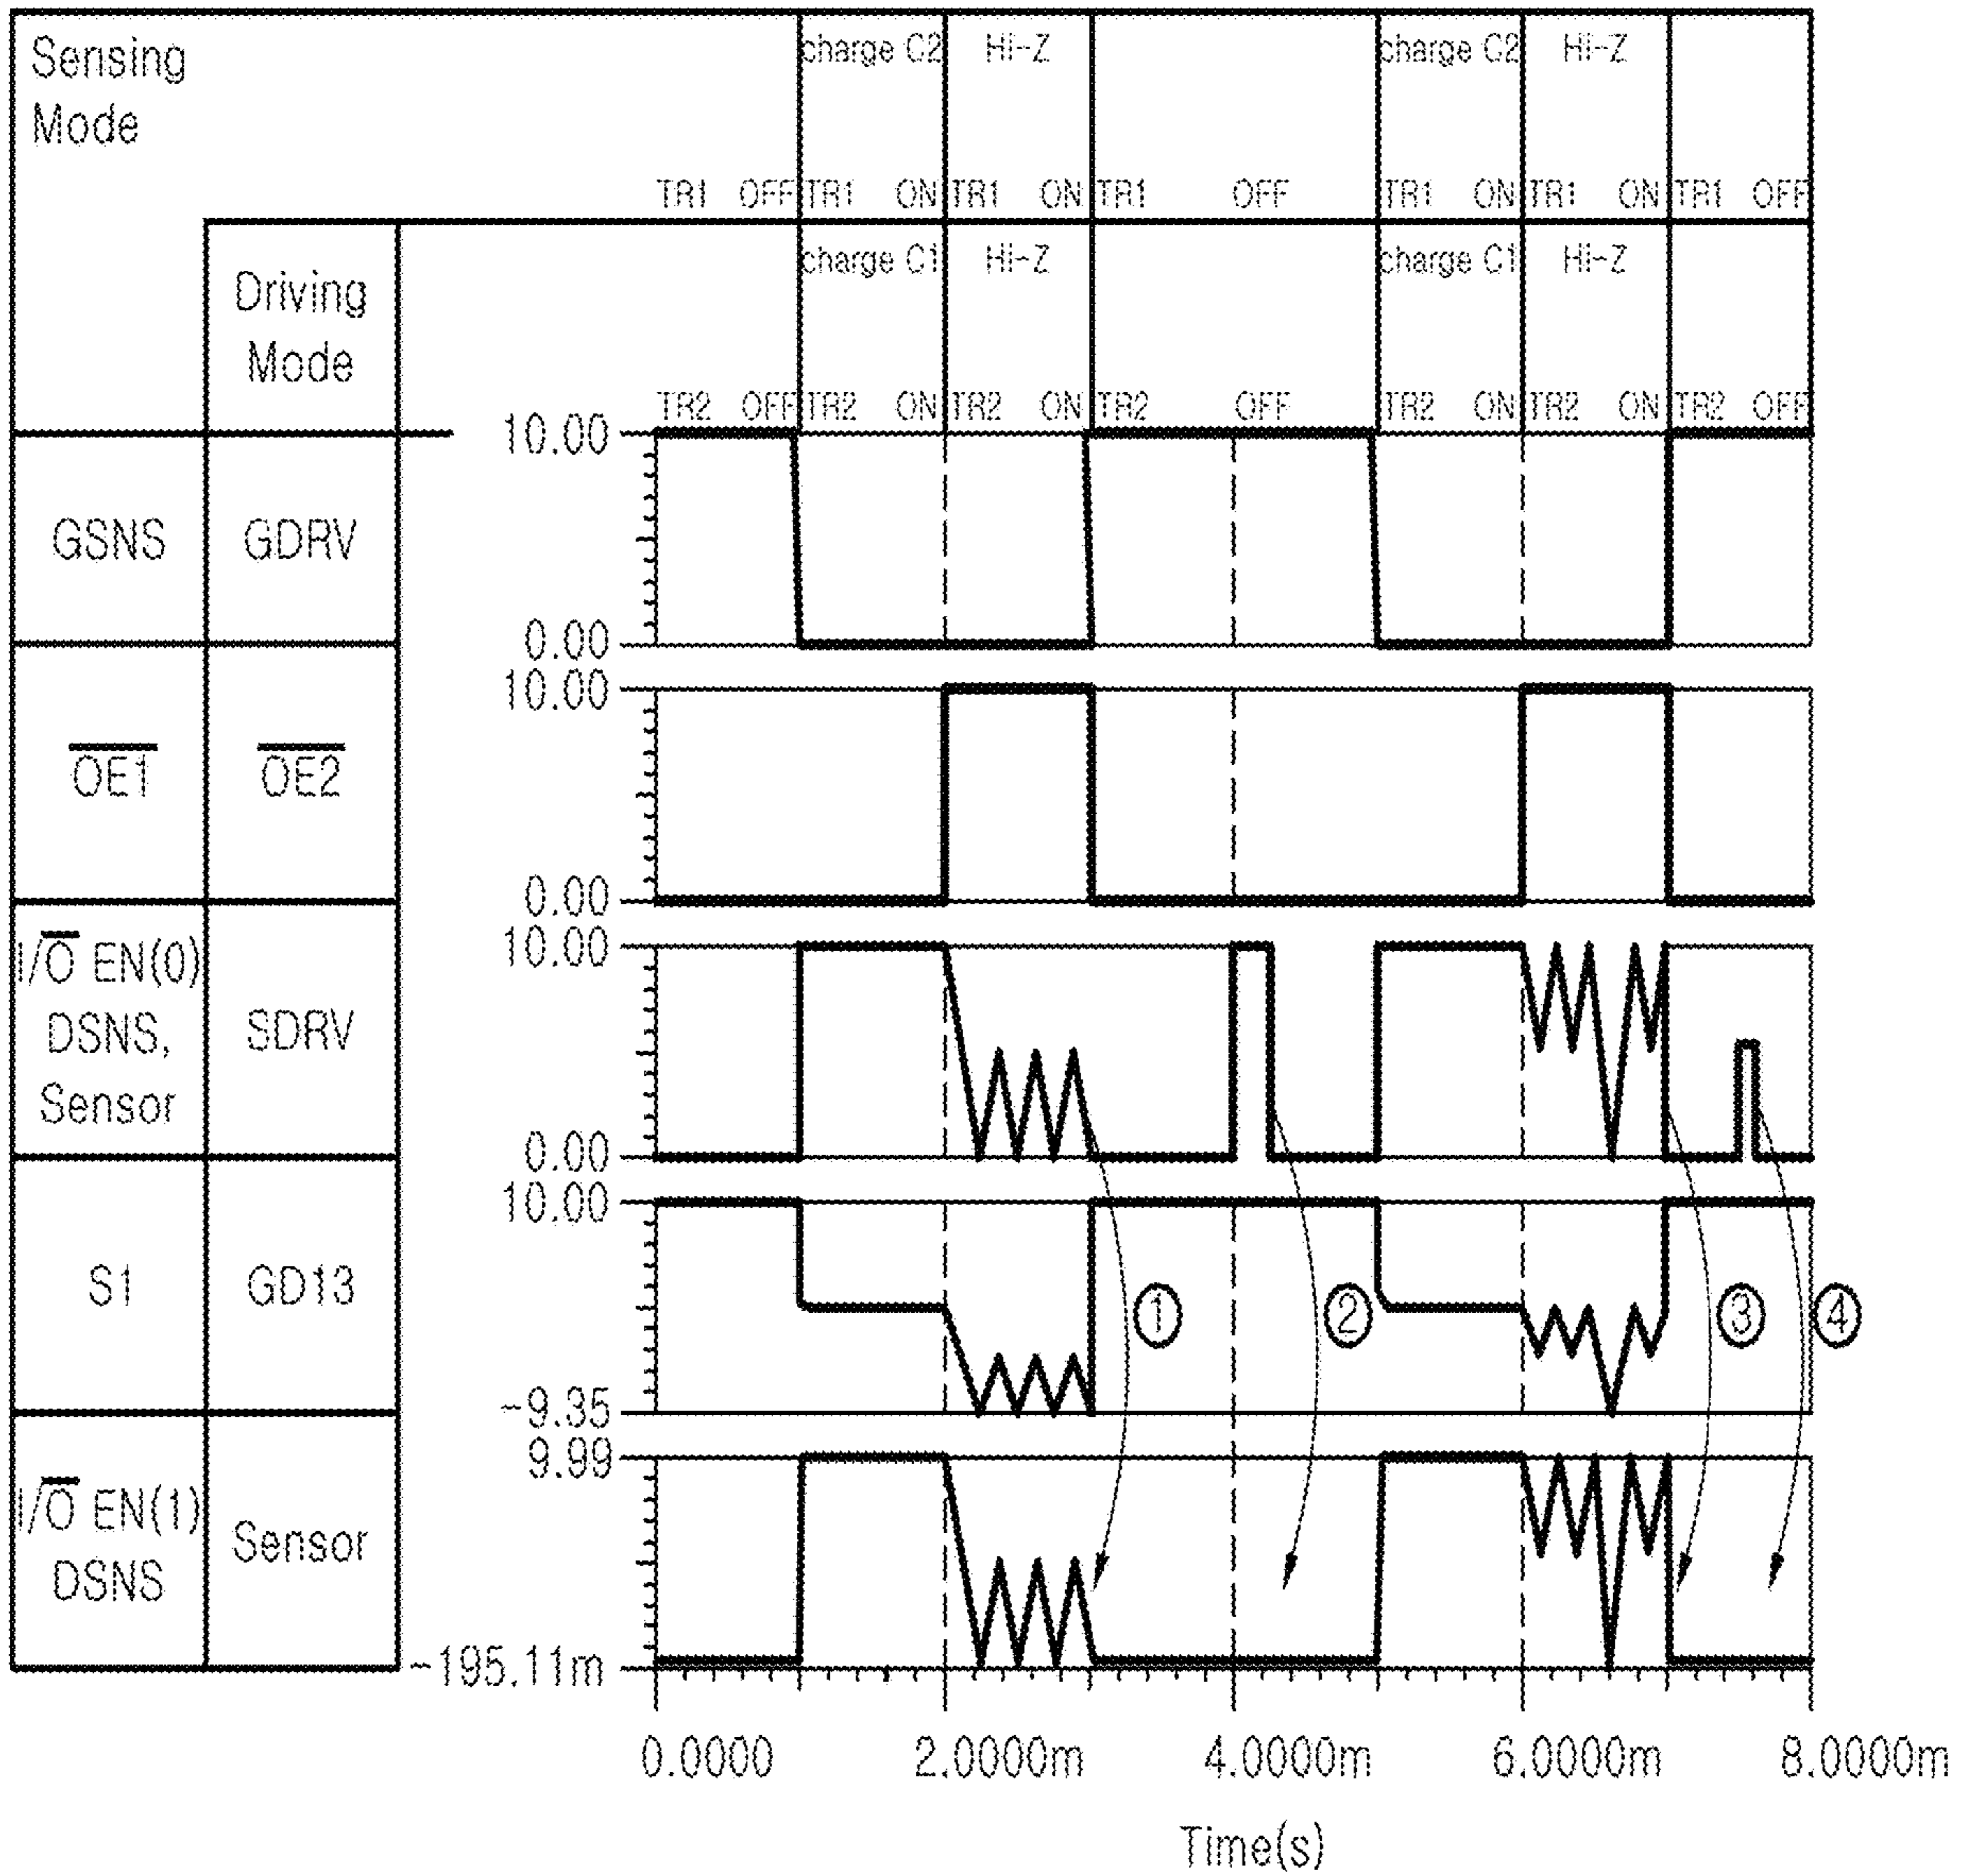 Sensing
Mode
charge C2 Hi-Z charge C2 Hi-Z
TR1 OFF TR1 ON TR1 ON TR1 OFF TR1 ON TR1 ON TR1 OFF
Driving
Mode
charge C1 Hi-Z charge C1 Hi-Z
TR2 OFF TR2 ON TR2 ON TR2 OFF TR2 ON TR2 ON TR2 OFF
GSNS GDRV
10.00
0.00
O̅E̅1̅ O̅E̅2̅
10.00
0.00
I/O̅ EN(0)
DSNS,
Sensor
SDRV
10.00
0.00
S1 GD13
10.00
-9.35
① ② ③ ④
I/O̅ EN(1)
DSNS
Sensor
9.99
-195.11m
0.0000 2.0000m 4.0000m 6.0000m 8.0000m
Time(s)